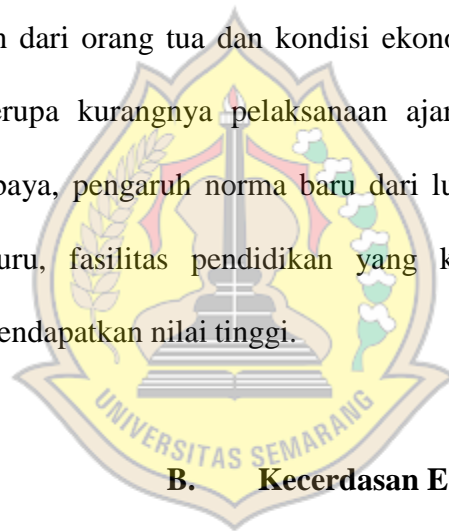 dari orang tua dan kondisi ekono
erupa kurangnya pelaksanaan ajar
baya, pengaruh norma baru dari lu
uru, fasilitas pendidikan yang k
endapatkan nilai tinggi.
UNIVERSITAS SEMARANG
B. Kecerdasan E